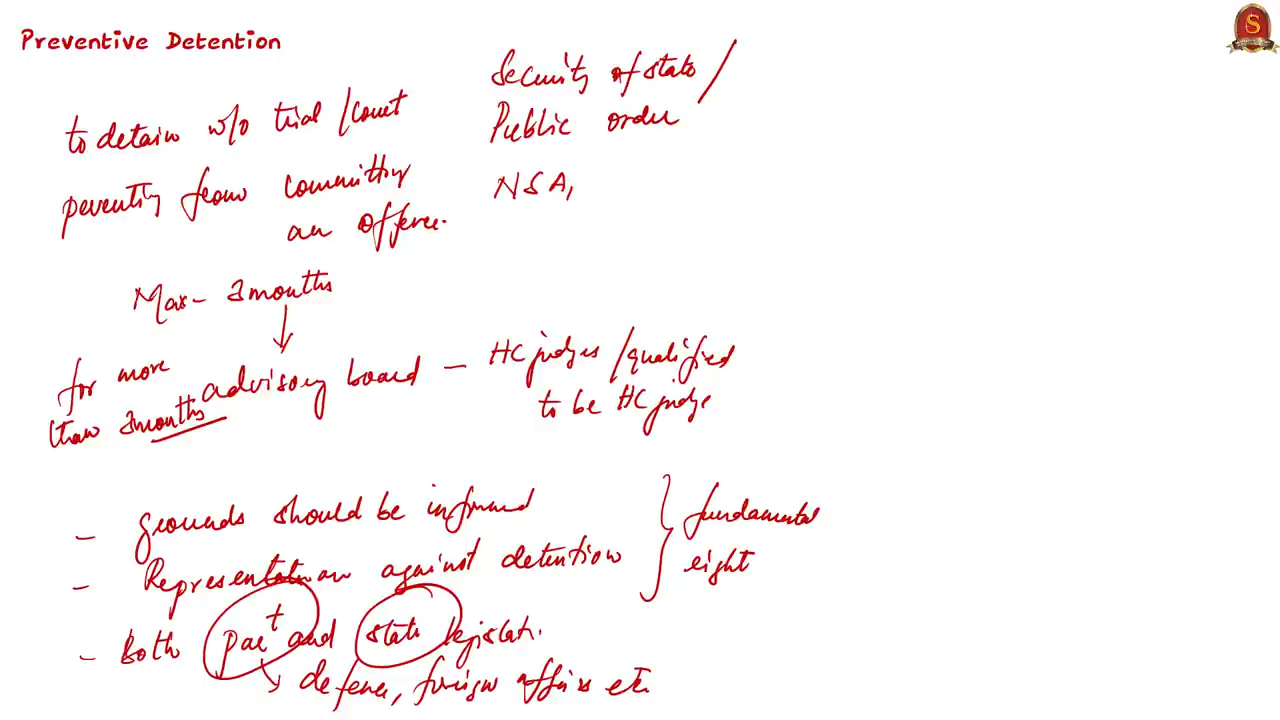 Preventive Detention
to detain w/o trial / court
peventily from committing
an offence.
Security of state /
Public order
NSA,
Max - 3 months
for more
than 3 months
advisory board - HC judges / qualified
to be HC judge
- grounds should be informed
- Representation against detention
fundamental
right
- Both part and state legislat.
defence, foreign affairs etc
S